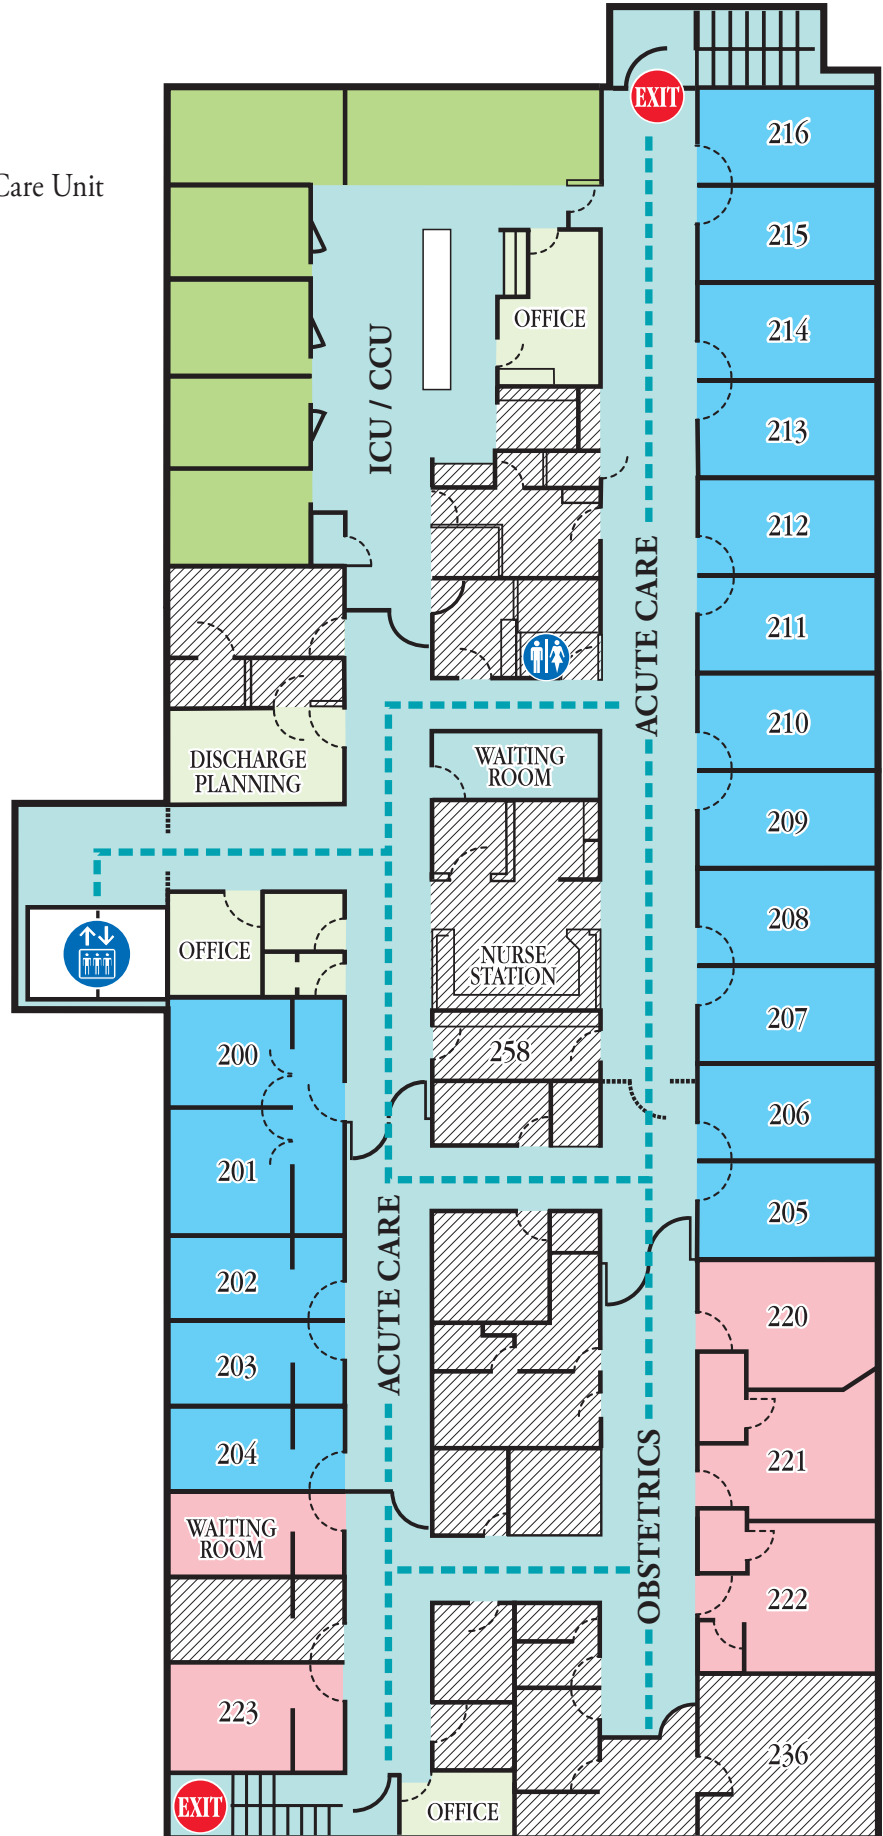 EXIT
216
Care Unit
215
OFFICE
214
ICU / CCU
213
212
ACUTE CARE
211
210
DISCHARGE
PLANNING
WAITING
ROOM
209
208
OFFICE
NURSE
STATION
207
200
258
206
201
205
ACUTE CARE
202
220
203
204
221
OBSTETRICS
WAITING
ROOM
222
223
236
EXIT
OFFICE